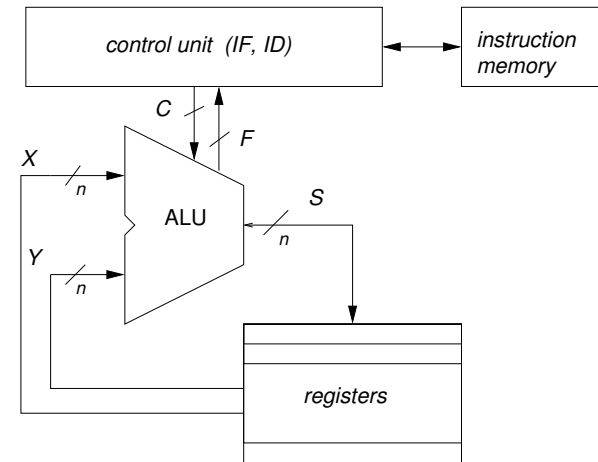 control unit (IF, ID)
instruction
memory
C
F
X
n
ALU
S
n
Y
n
registers